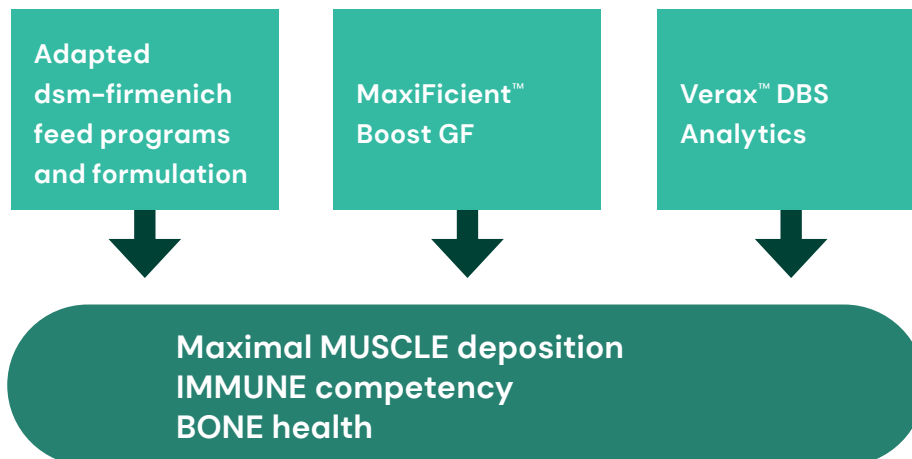 Adapted
dsm-firmenich
feed programs
and formulation
MaxiFicient™
Boost GF
Verax™ DBS
Analytics
Maximal MUSCLE deposition
IMMUNE competency
BONE health